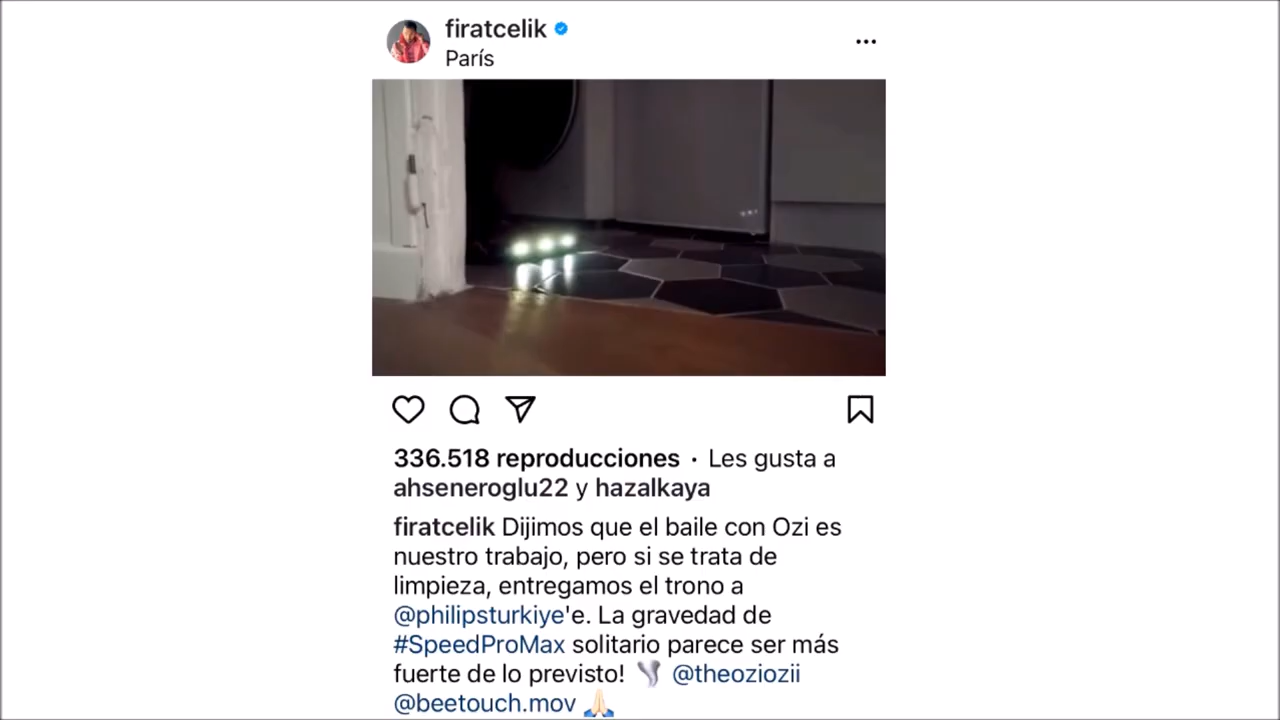 firatcelik
París
336.518 reproducciones · Les gusta a
ahseneroglu22 y hazalkaya
firatcelik Dijimos que el baile con Ozi es
nuestro trabajo, pero si se trata de
limpieza, entregamos el trono a
@philipsturkiye'e. La gravedad de
#SpeedProMax solitario parece ser más
fuerte de lo previsto! 🌪️ @theoziozii
@beetouch.mov 🙏🏻